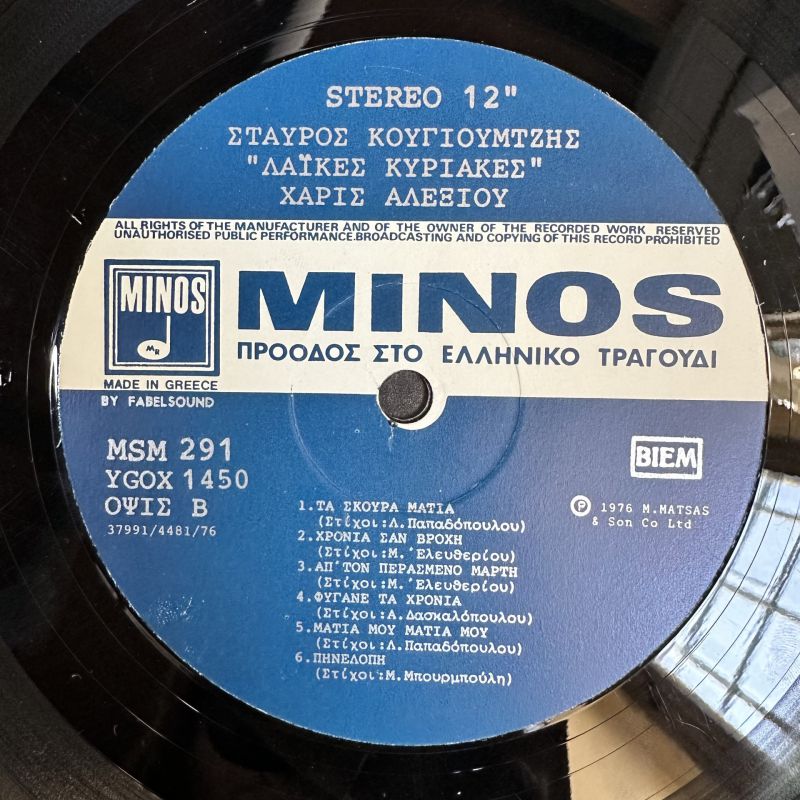 STEREO 12"
ΣΤΑΥΡΟΣ ΚΟΥΓΙΟΥΜΤΖΗΣ
"ΛΑΪΚΕΣ ΚΥΡΙΑΚΕΣ"
ΧΑΡΙΣ ΑΛΕΞΙΟΥ
ALL RIGHTS OF THE MANUFACTURER AND OF THE OWNER OF THE RECORDED WORK RESERVED
UNAUTHORISED PUBLIC PERFORMANCE.BROADCASTING AND COPYING OF THIS RECORD PROHIBITED
MINOS
MR
MINOS
ΠΡΟΟΔΟΣ ΣΤΟ ΕΛΛΗΝΙΚΟ ΤΡΑΓΟΥΔΙ
MADE IN GREECE
BY FABELSOUND
MSM 291
YGOX 1450
ΟΨΙΣ Β
37991/4481/76
BIEM
℗ 1976 M.MATSAS
& Son Co Ltd
1.ΤΑ ΣΚΟΥΡΑ ΜΑΤΙΑ
(Στίχοι:Λ.Παπαδόπουλου)
2.ΧΡΟΝΙΑ ΣΑΝ ΒΡΟΧΗ
(Στίχοι:Μ.'Ελευθερίου)
3.ΑΠ'ΤΟΝ ΠΕΡΑΣΜΕΝΟ ΜΑΡΤΗ
(Στίχοι:Μ.'Ελευθερίου)
4.ΦΥΓΑΝΕ ΤΑ ΧΡΟΝΙΑ
(Στίχοι:Α.Δασκαλόπουλου)
5.ΜΑΤΙΑ ΜΟΥ ΜΑΤΙΑ ΜΟΥ
(Στίχοι:Λ.Παπαδόπουλου)
6.ΠΗΝΕΛΟΠΗ
(Στίχοι:Μ.Μπουρμπούλη)